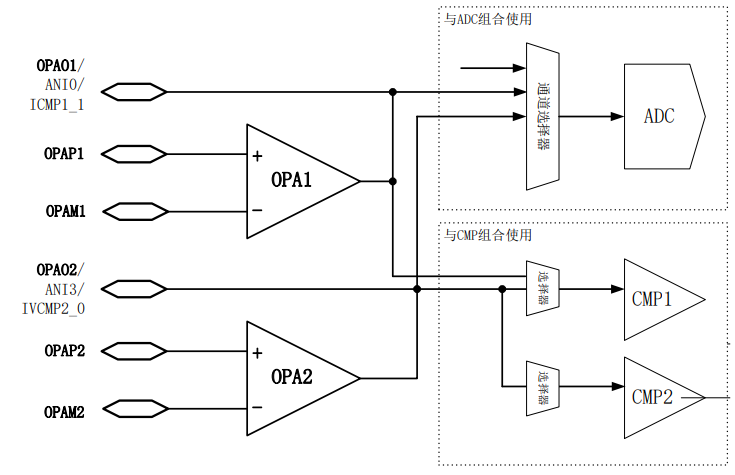 与ADC组合使用
OPAO1/
ANI0/
ICMP1_1
通道选择器
ADC
OPAP1
OPA1
OPAM1
与CMP组合使用
OPAO2/
ANI3/
IVCMP2_0
选择器
CMP1
OPAP2
OPA2
选择器
CMP2
OPAM2